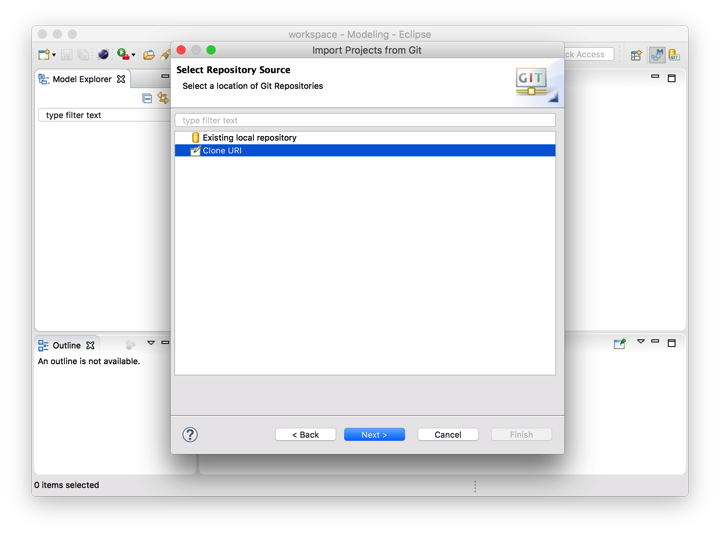 workspace - Modeling - Eclipse
Import Projects from Git
Access
Model Explorer
type filter text
Select Repository Source
Select a location of Git Repositories
GIT
type filter text
Existing local repository
Clone URI
Outline
An outline is not available.
?
< Back
Next >
Cancel
Finish
0 items selected